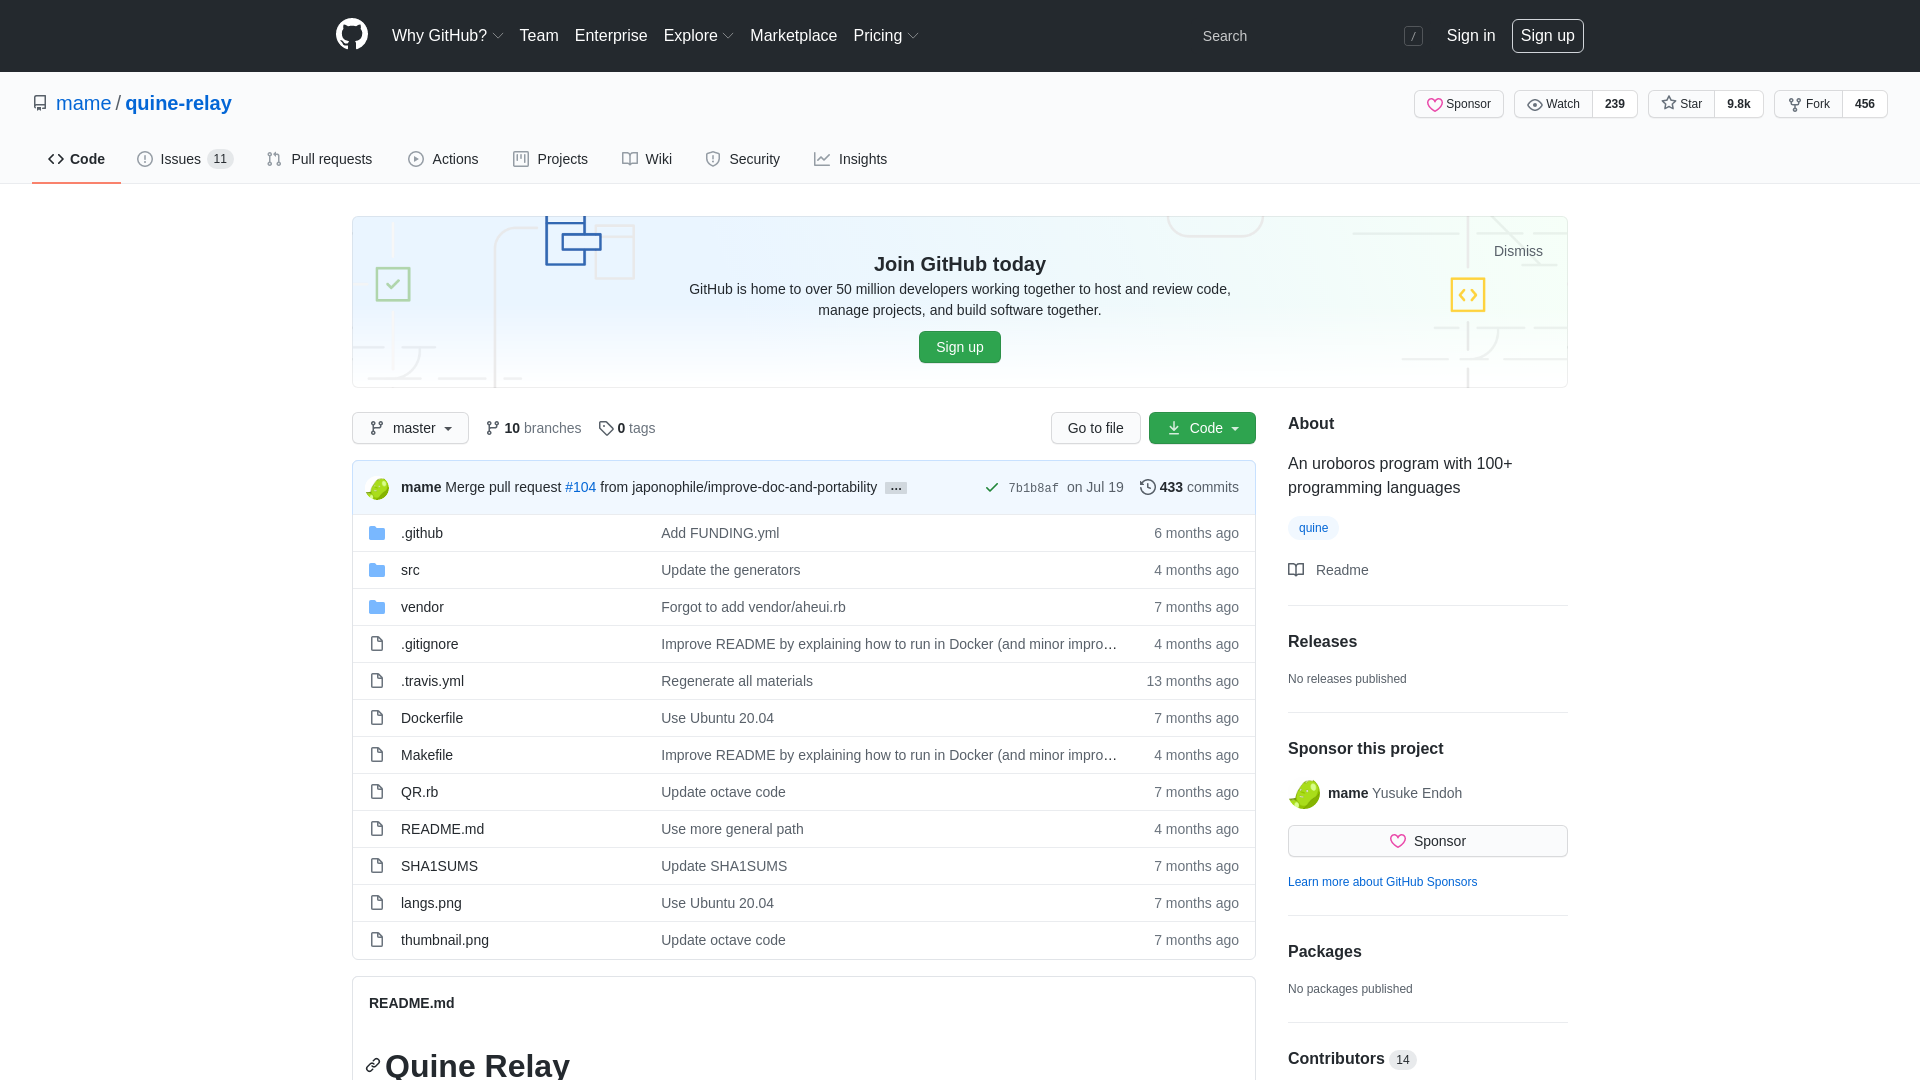 Why GitHub? Team Enterprise Explore Marketplace Pricing Search / Sign in Sign up
mame / quine-relay Sponsor Watch 239 Star 9.8k Fork 456
Code Issues 11 Pull requests Actions Projects Wiki Security Insights
Dismiss
Join GitHub today
GitHub is home to over 50 million developers working together to host and review code,
manage projects, and build software together.
Sign up
master 10 branches 0 tags Go to file Code
mame Merge pull request #104 from japonophile/improve-doc-and-portability … 7b1b8af on Jul 19 433 commits
.github Add FUNDING.yml 6 months ago
src Update the generators 4 months ago
vendor Forgot to add vendor/aheui.rb 7 months ago
.gitignore Improve README by explaining how to run in Docker (and minor impro… 4 months ago
.travis.yml Regenerate all materials 13 months ago
Dockerfile Use Ubuntu 20.04 7 months ago
Makefile Improve README by explaining how to run in Docker (and minor impro… 4 months ago
QR.rb Update octave code 7 months ago
README.md Use more general path 4 months ago
SHA1SUMS Update SHA1SUMS 7 months ago
langs.png Use Ubuntu 20.04 7 months ago
thumbnail.png Update octave code 7 months ago
README.md
Quine Relay
About
An uroboros program with 100+
programming languages
quine
Readme
Releases
No releases published
Sponsor this project
mame Yusuke Endoh
Sponsor
Learn more about GitHub Sponsors
Packages
No packages published
Contributors 14